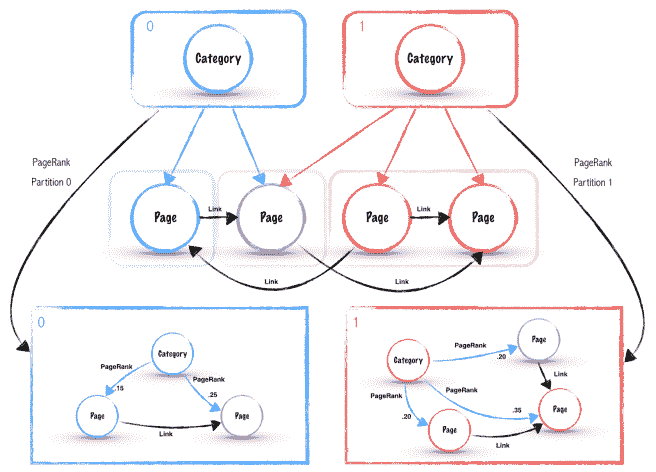 0
Category
1
Category
PageRank
Partition 0
PageRank
Partition 1
Page
Link
Page
Page
Link
Page
Link
Link
0
Category
PageRank
.15
PageRank
.25
Page
Link
Page
1
Category
PageRank
.20
Page
PageRank
.20
PageRank
.35
Link
Page
Page
Link